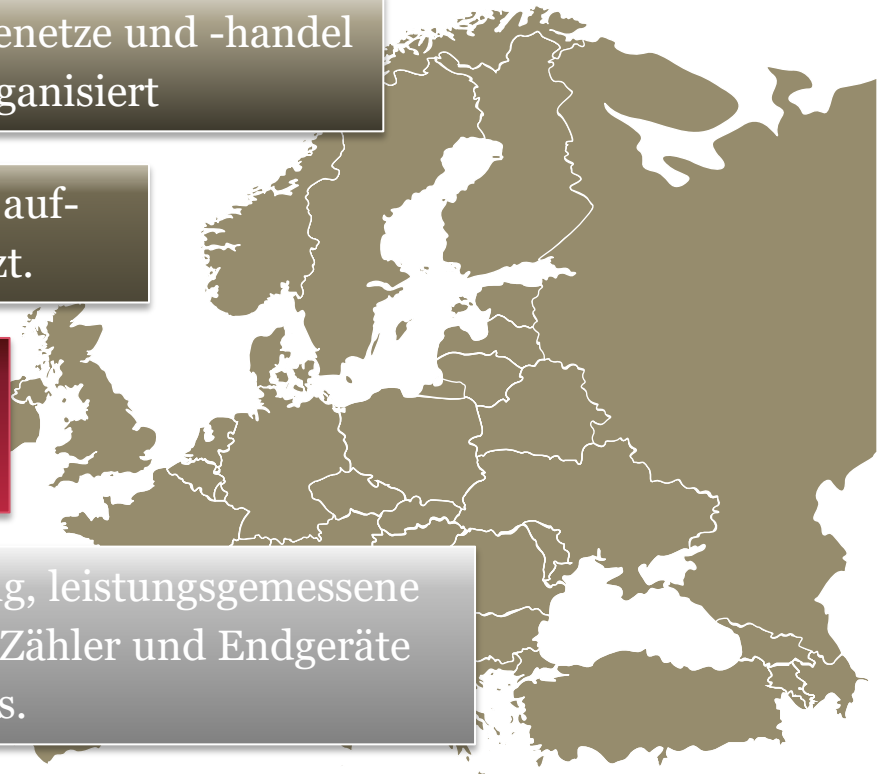 enetze und -handel
ganisiert
auf-
zt.
g, leistungsgemessene
Zähler und Endgeräte
s.